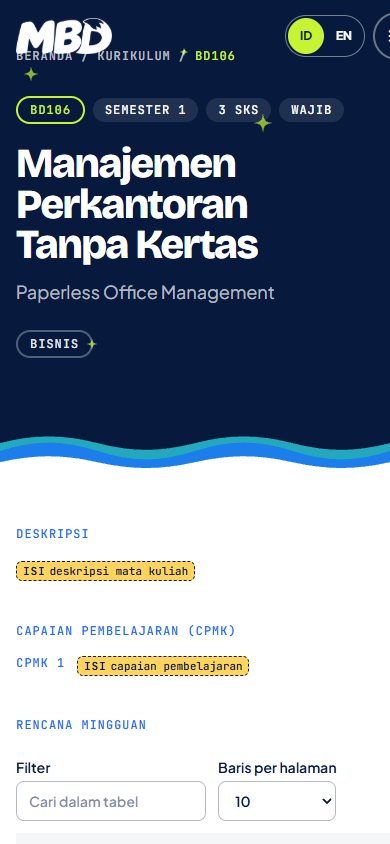 MBD
ID EN
BERANDA / KURIKULUM / BD106
BD106 SEMESTER 1 3 SKS WAJIB
Manajemen
Perkantoran
Tanpa Kertas
Paperless Office Management
BISNIS
DESKRIPSI
ISI deskripsi mata kuliah
CAPAIAN PEMBELAJARAN (CPMK)
CPMK 1 ISI capaian pembelajaran
RENCANA MINGGUAN
Filter Baris per halaman
Cari dalam tabel 10